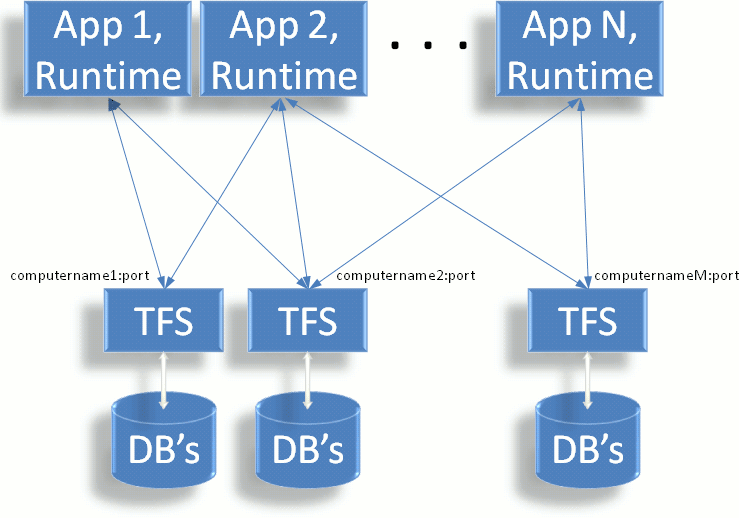 App 1,
Runtime
App 2,
Runtime
. . .
App N,
Runtime
computername1:port
computername2:port
computernameM:port
TFS
TFS
TFS
DB's
DB's
DB's